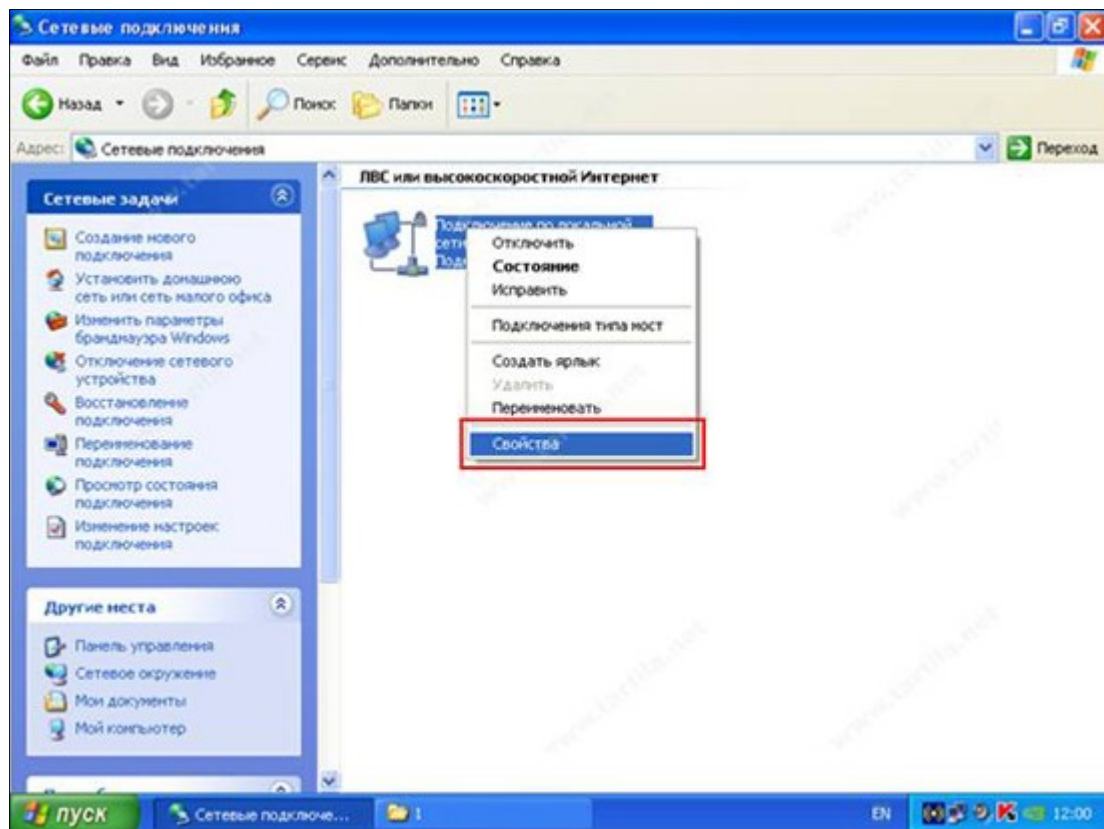 Сетевые подключения
Файл Правка Вид Избранное Сервис Дополнительно Справка
Назад Поиск Папки
Адрес: Сетевые подключения Переход
Сетевые задачи
Создание нового
подключения
Установить домашнюю
сеть или сеть малого офиса
Изменить параметры
брандмауэра Windows
Отключение сетевого
устройства
Восстановление
подключения
Переименование
подключения
Просмотр состояния
подключения
Изменение настроек
подключения
Другие места
Панель управления
Сетевое окружение
Мои документы
Мой компьютер
ЛВС или высокоскоростной Интернет
Подключение по локальной
сети
Отключить
Состояние
Исправить
Подключения типа мост
Создать ярлык
Удалить
Переименовать
Свойства
пуск Сетевые подключе... 1 EN 12:00